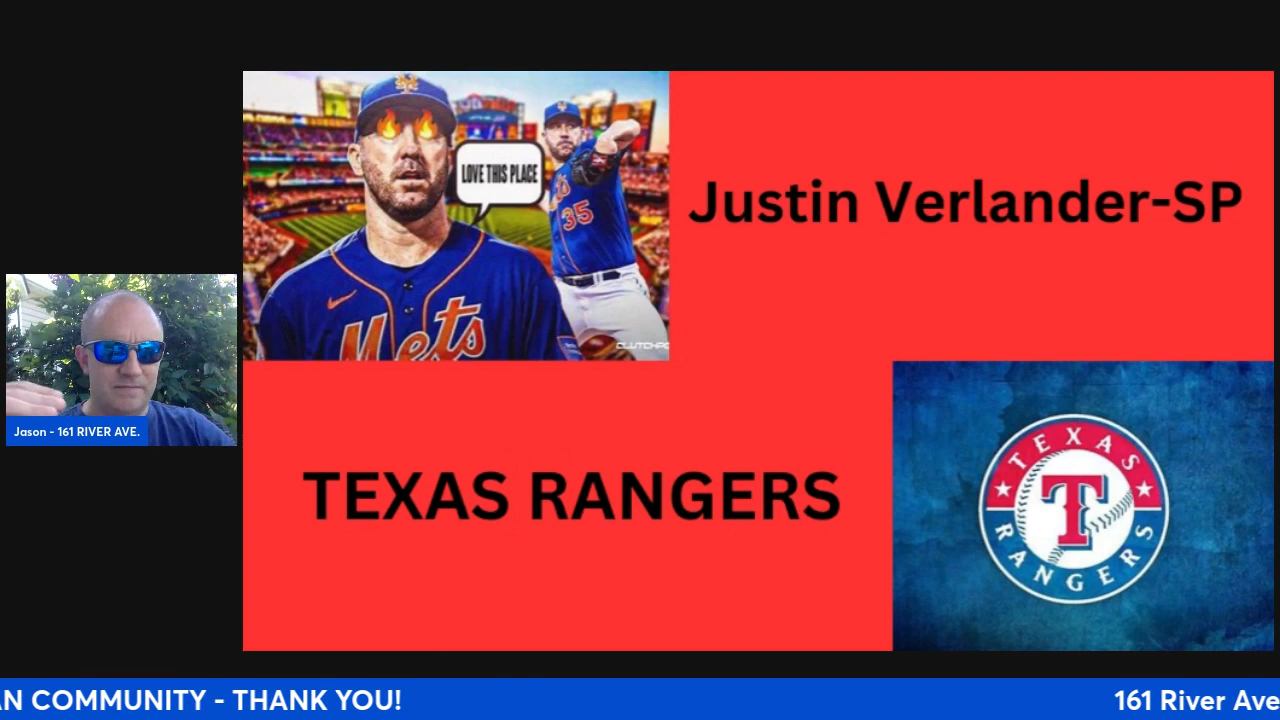 LOVE THIS PLACE
35
Mets
Justin Verlander-SP
Jason - 161 RIVER AVE.
TEXAS RANGERS
TEXAS
T
RANGERS
AN COMMUNITY - THANK YOU!
161 River Ave